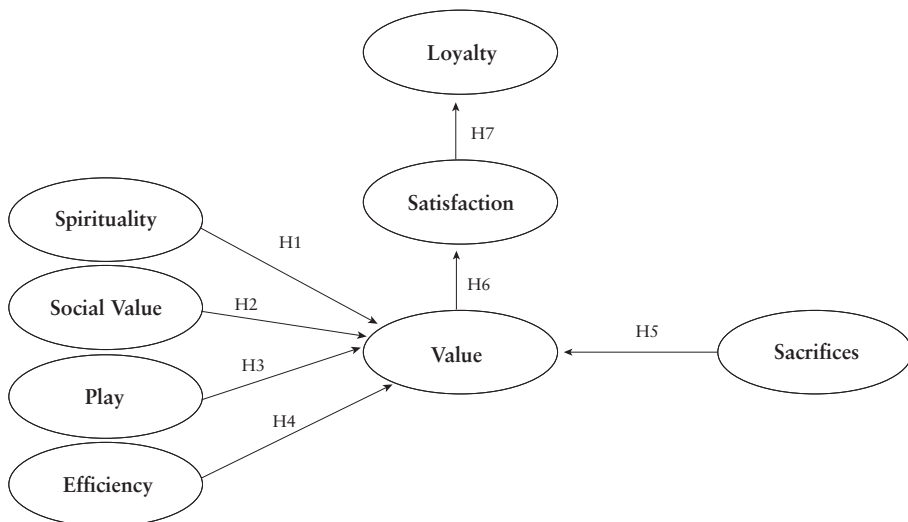 Loyalty
H7
Satisfaction
Spirituality
H1
H6
Social Value
H2
Value
H5
Sacrifices
H3
Play
H4
Efficiency